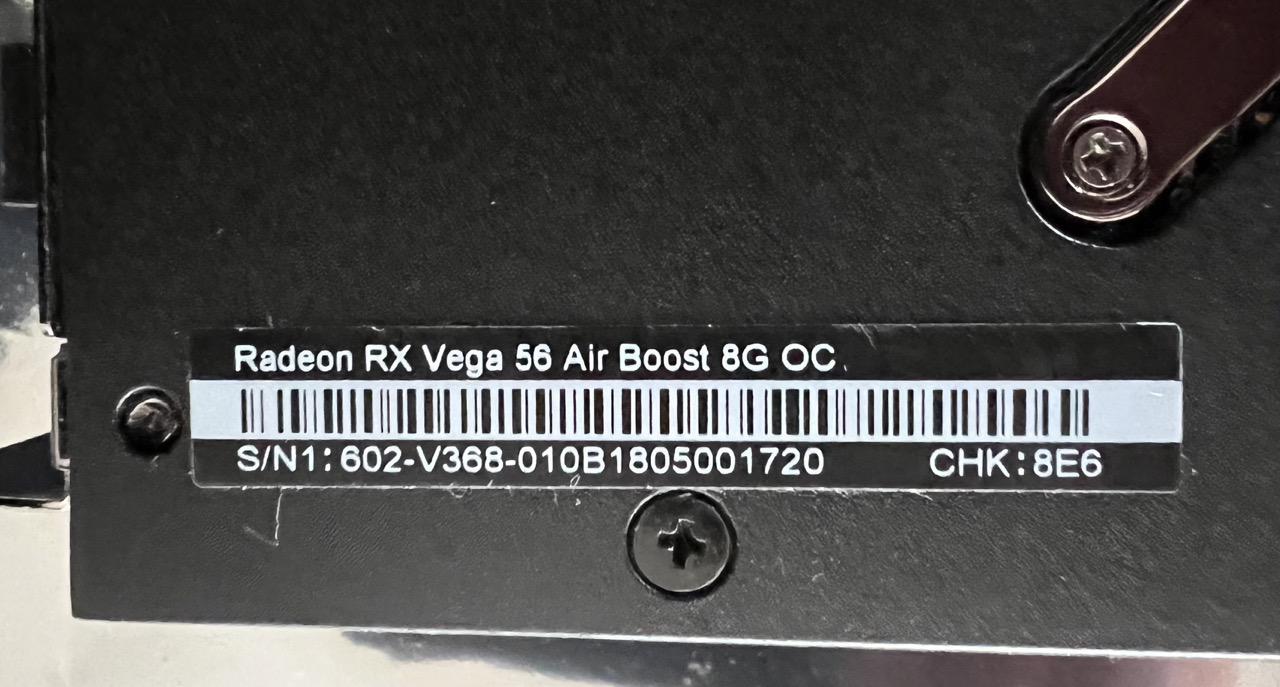 Radeon RX Vega 56 Air Boost 8G OC
S/N1:602-V368-010B1805001720 CHK:8E6